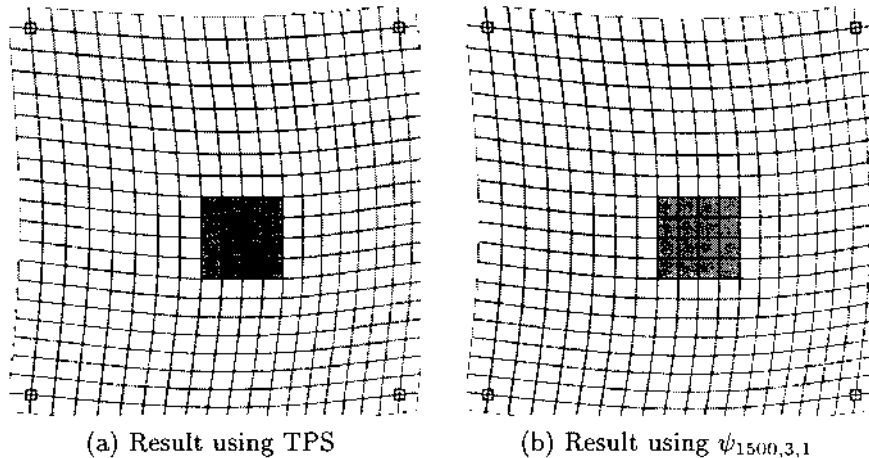 (a) Result using TPS
(b) Result using ψ1500,3,1